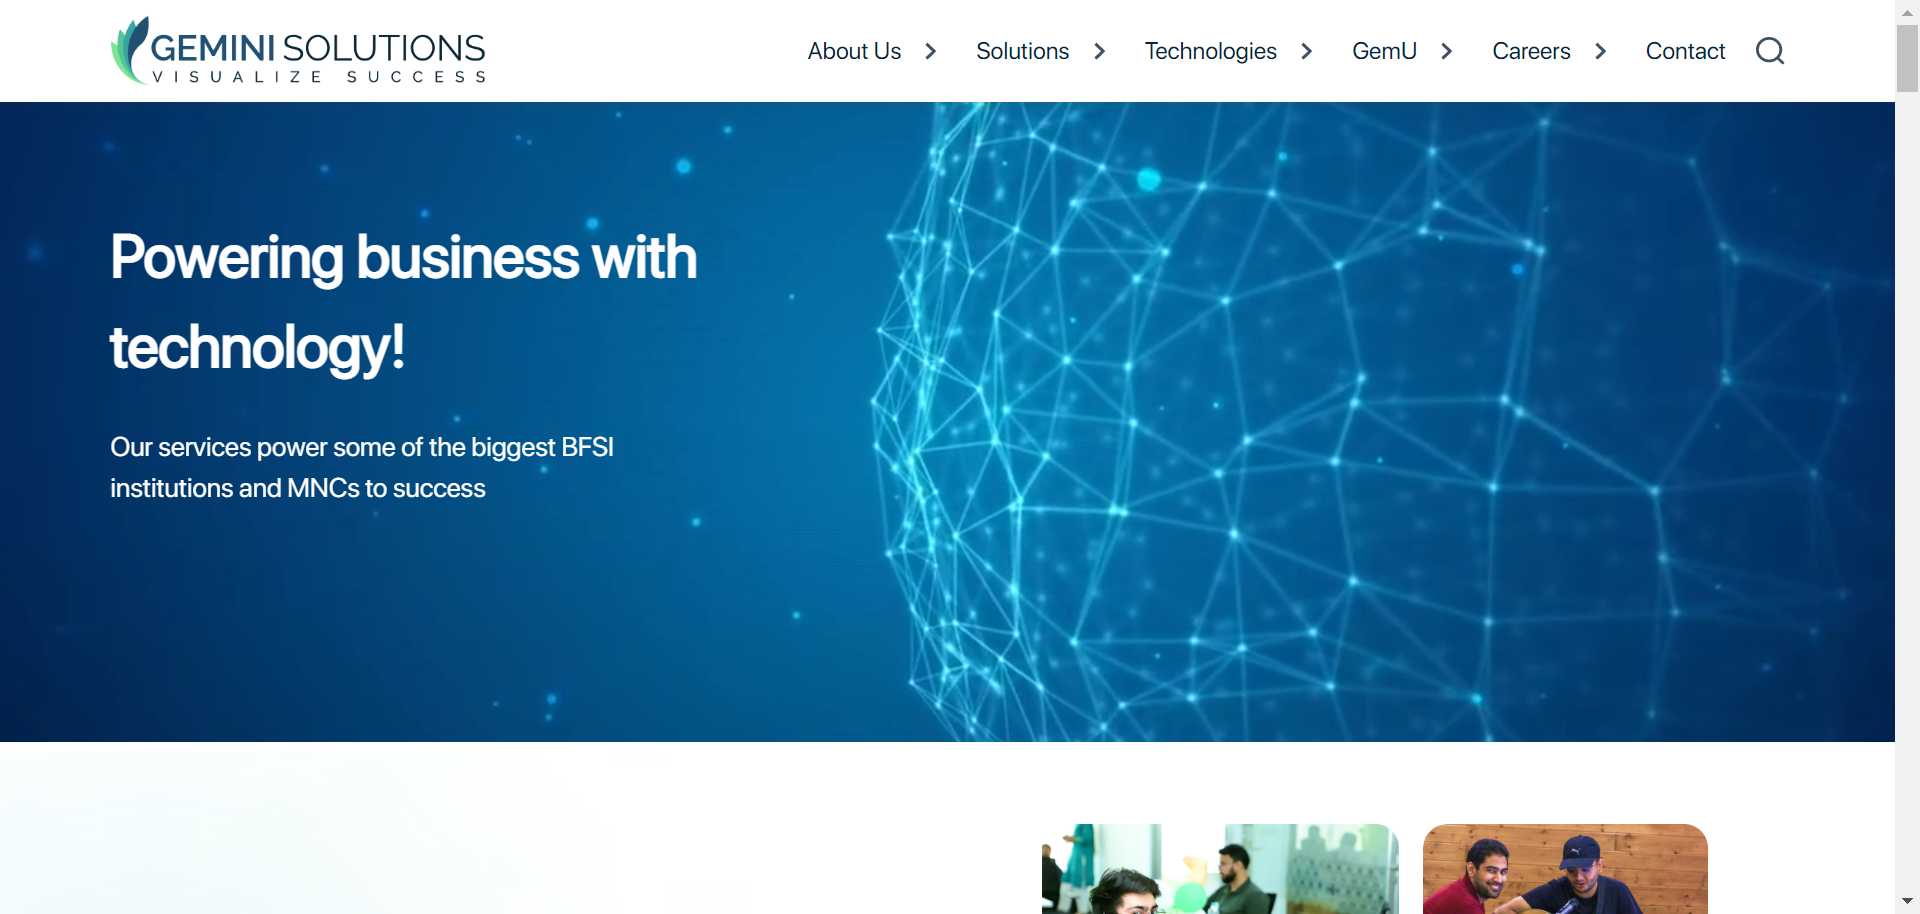 GEMINI SOLUTIONS
VISUALIZE SUCCESS
About Us
Solutions
Technologies
GemU
Careers
Contact
Powering business with
technology!
Our services power some of the biggest BFSI
institutions and MNCs to success